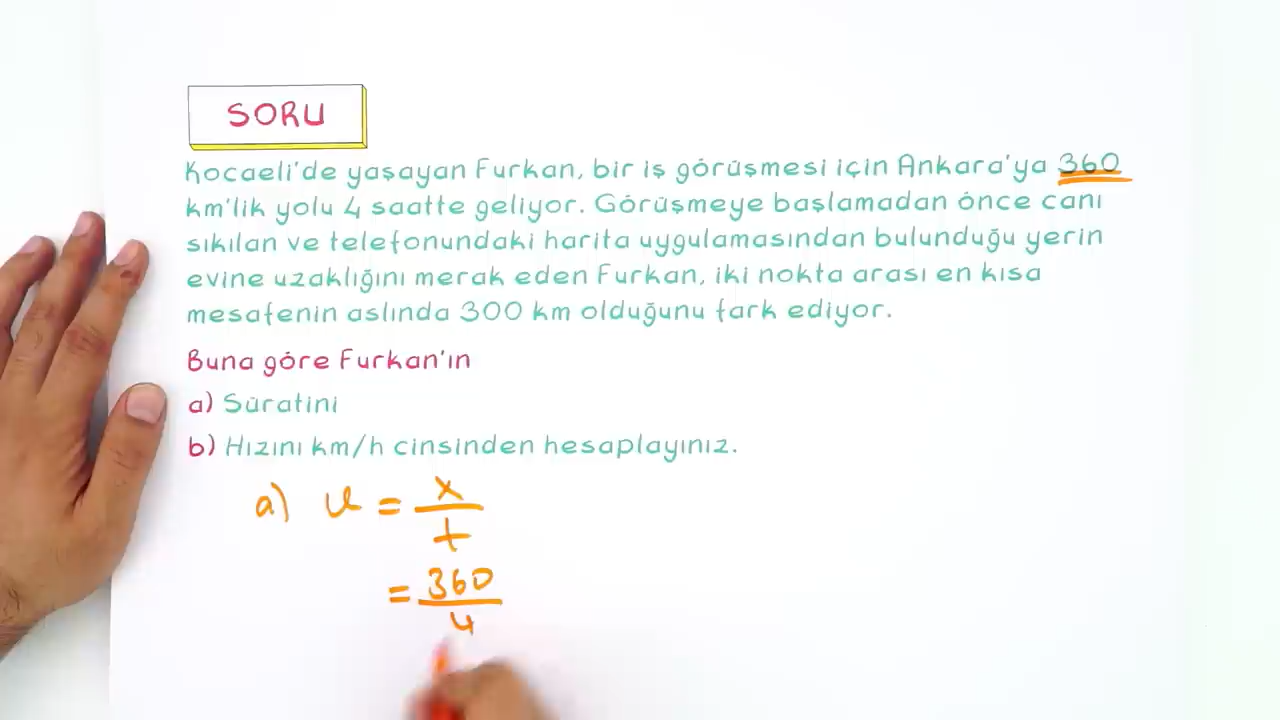 SORU
Kocaeli'de yaşayan Furkan, bir iş görüşmesi için Ankara'ya 360
km'lik yolu 4 saatte geliyor. Görüşmeye başlamadan önce canı
sıkılan ve telefonundaki harita uygulamasından bulunduğu yerin
evine uzaklığını merak eden Furkan, iki nokta arası en kısa
mesafenin aslında 300 km olduğunu fark ediyor.
Buna göre Furkan'ın
a) Süratini
b) Hızını km/h cinsinden hesaplayınız.
a) v = x/t
= 360/4